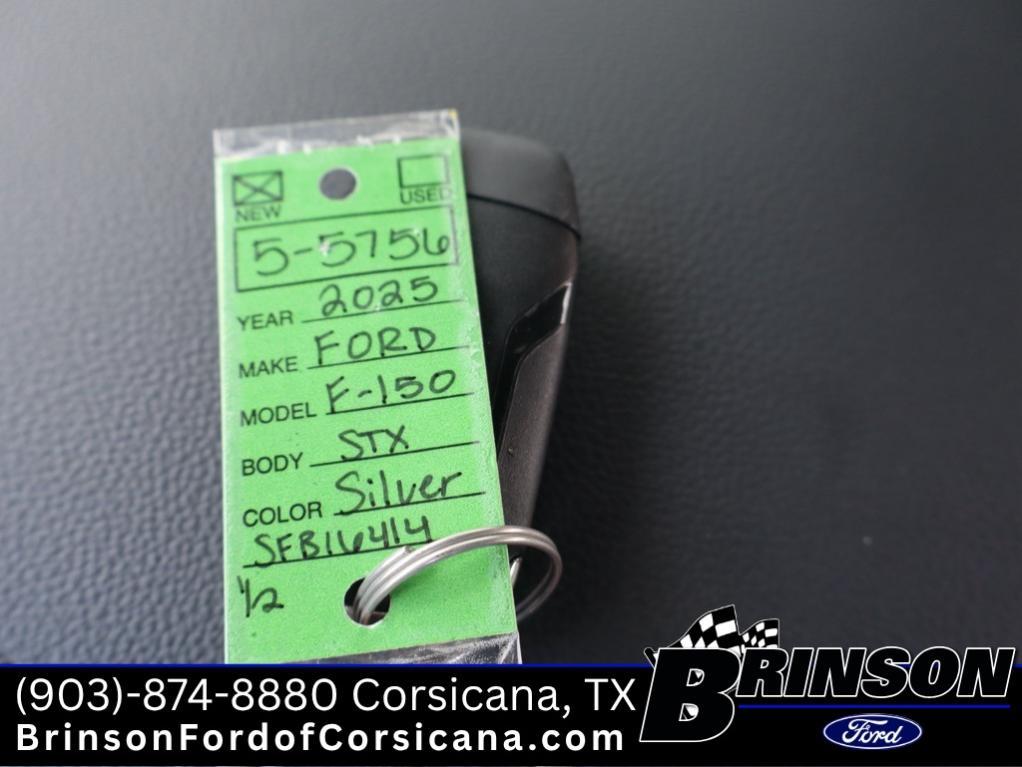 NEW USED
5-5756
YEAR 2025
MAKE FORD
MODEL F-150
BODY STX
COLOR Silver
SFB16414
1/2
(903)-874-8880 Corsicana, TX
BrinsonFordofCorsicana.com
BRINSON
Ford